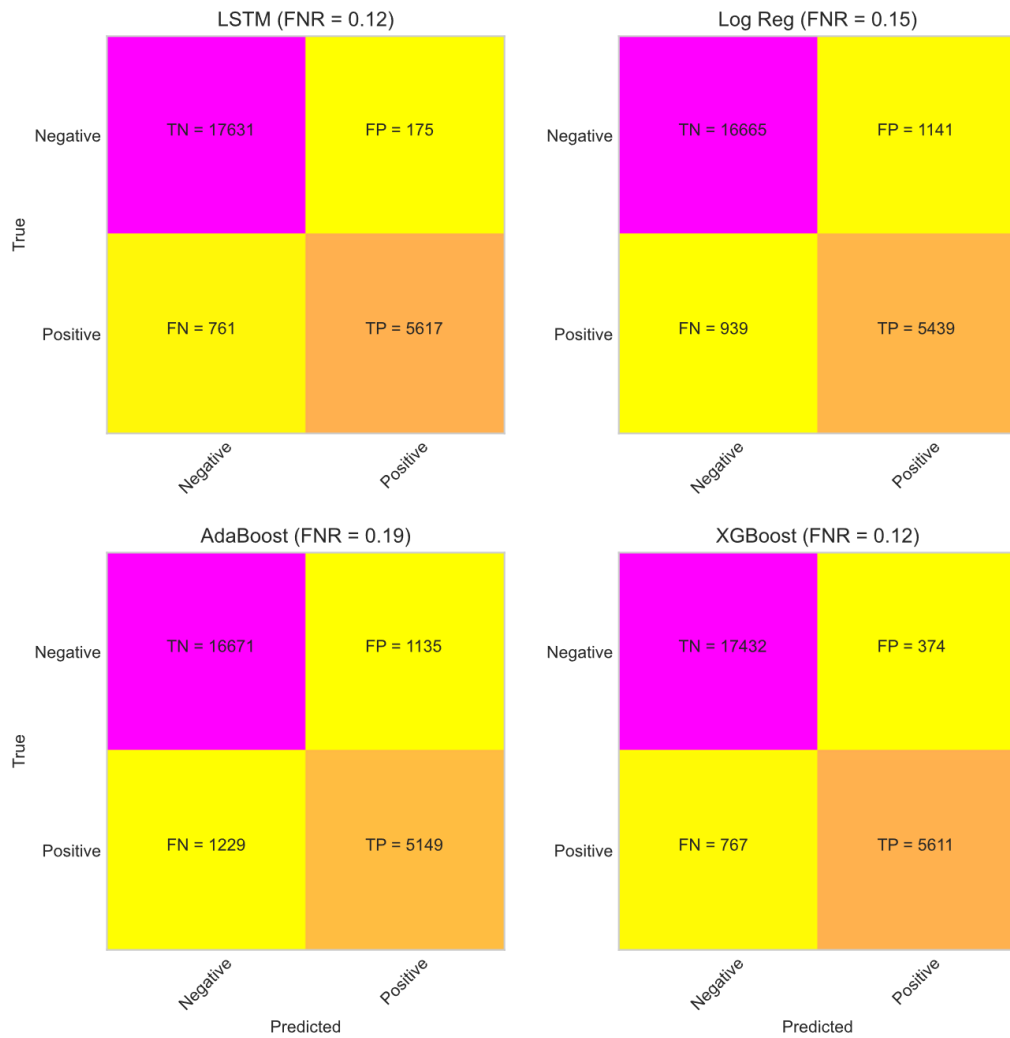 LSTM (FNR = 0.12)
Negative
TN = 17631
FP = 175
True
Positive
FN = 761
TP = 5617
Negative
Positive
Log Reg (FNR = 0.15)
Negative
TN = 16665
FP = 1141
Positive
FN = 939
TP = 5439
Negative
Positive
AdaBoost (FNR = 0.19)
Negative
TN = 16671
FP = 1135
True
Positive
FN = 1229
TP = 5149
Negative
Positive
Predicted
XGBoost (FNR = 0.12)
Negative
TN = 17432
FP = 374
Positive
FN = 767
TP = 5611
Negative
Positive
Predicted